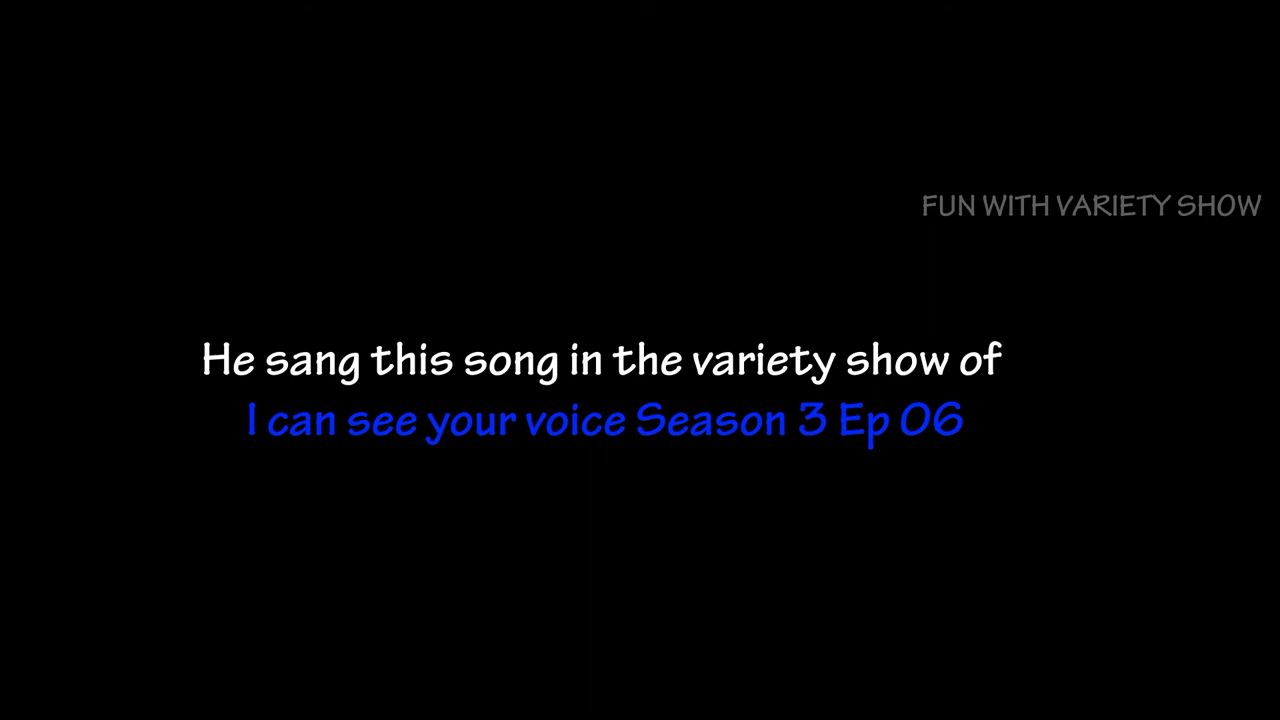 FUN WITH VARIETY SHOW
He sang this song in the variety show of
I can see your voice Season 3 Ep 06